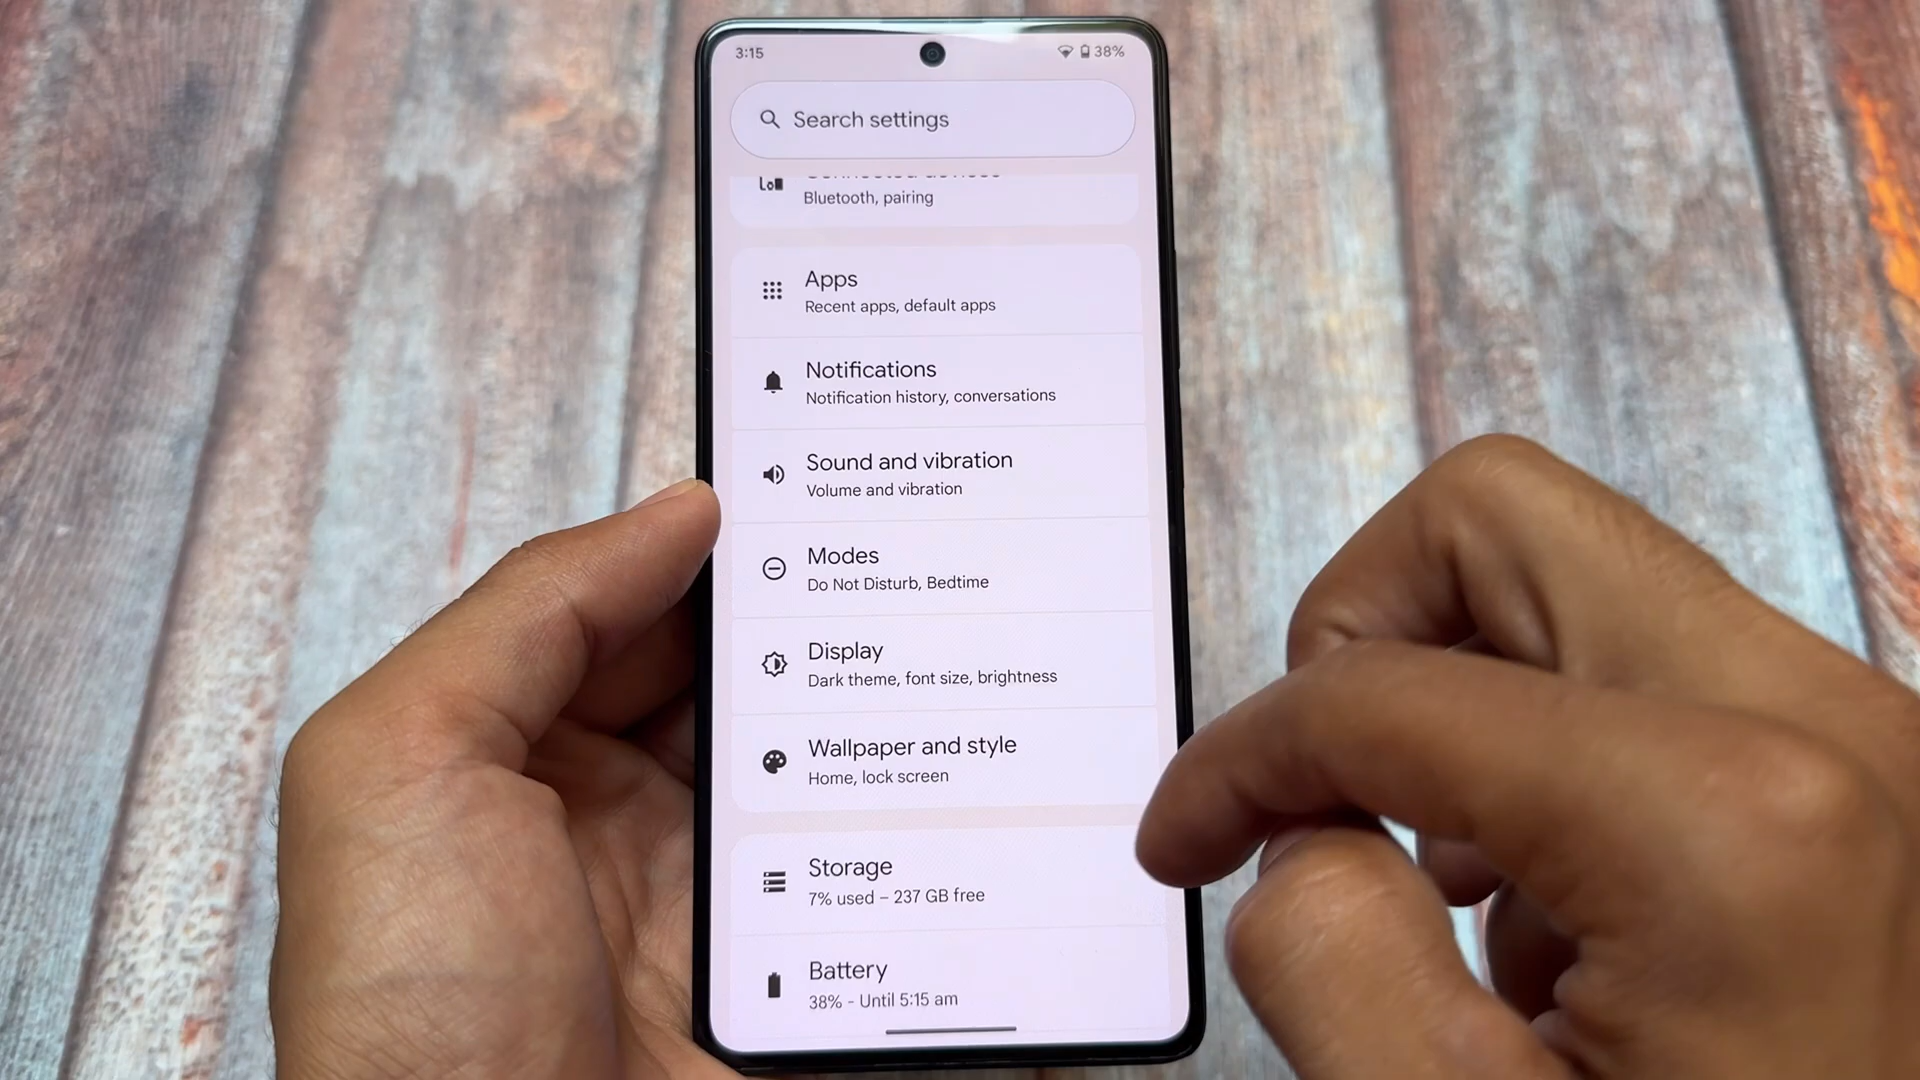 3:15
38%
Search settings
Connected devices
Bluetooth, pairing
Apps
Recent apps, default apps
Notifications
Notification history, conversations
Sound and vibration
Volume and vibration
Modes
Do Not Disturb, Bedtime
Display
Dark theme, font size, brightness
Wallpaper and style
Home, lock screen
Storage
7% used – 237 GB free
Battery
38% - Until 5:15 am